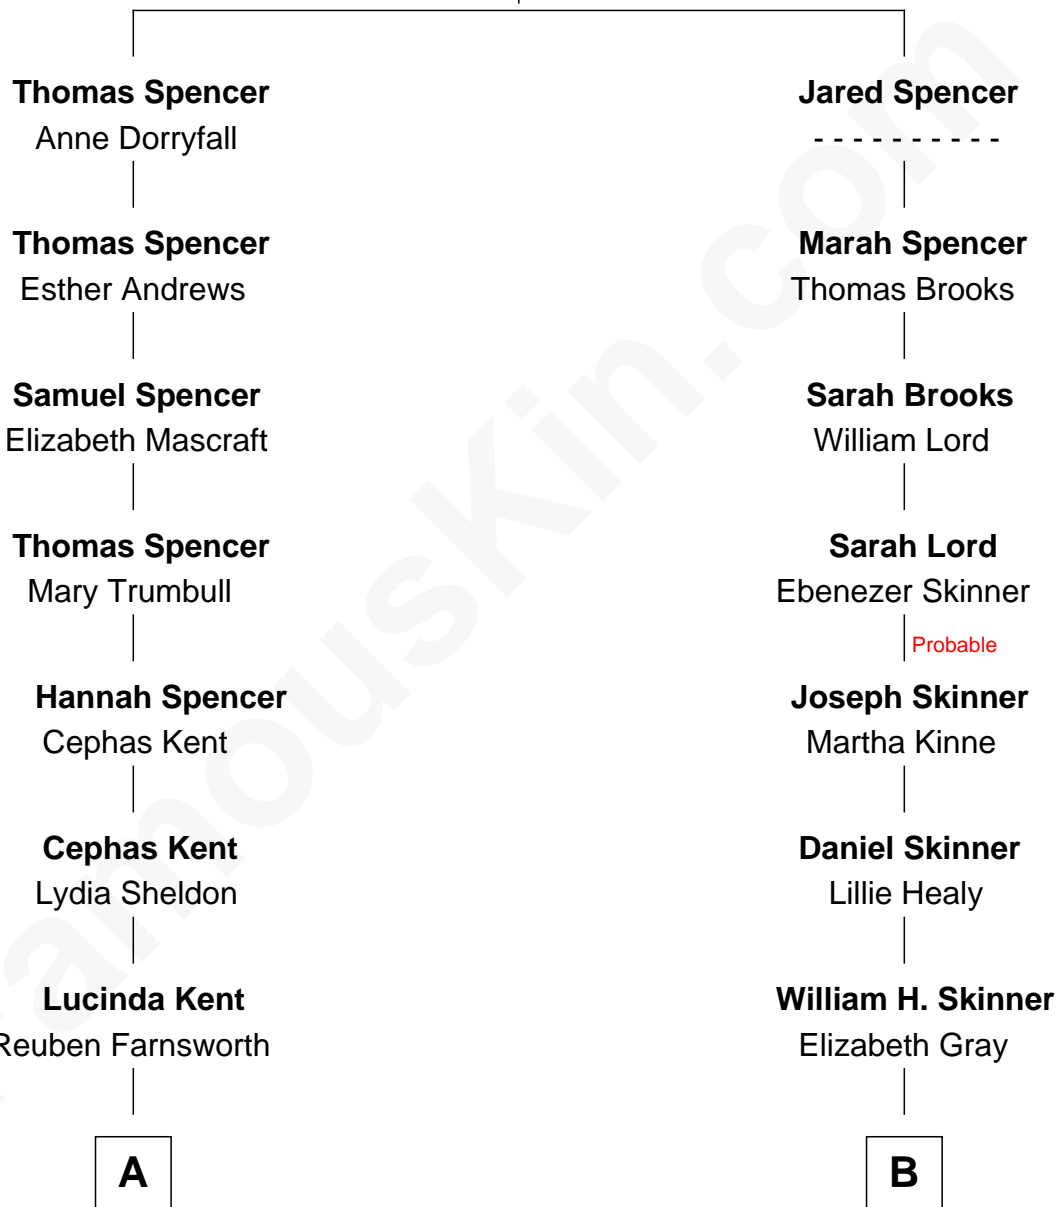 Thomas Spencer
Anne Dorryfall
Thomas Spencer
Esther Andrews
Samuel Spencer
Elizabeth Mascraft
Thomas Spencer
Mary Trumbull
Hannah Spencer
Cephas Kent
Cephas Kent
Lydia Sheldon
Lucinda Kent
Reuben Farnsworth
A
Jared Spencer
- - - - - - - - - -
Marah Spencer
Thomas Brooks
Sarah Brooks
William Lord
Sarah Lord
Ebenezer Skinner
Probable
Joseph Skinner
Martha Kinne
Daniel Skinner
Lillie Healy
William H. Skinner
Elizabeth Gray
B
FamousKin.com